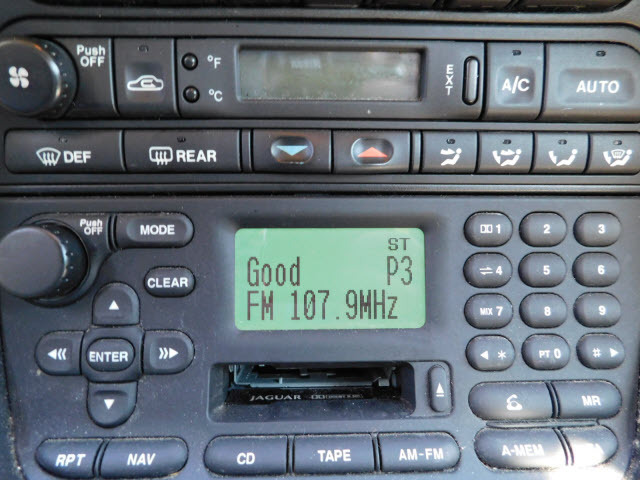 Push OFF
°F
°C
EXT
A/C
AUTO
DEF
REAR
Push OFF
MODE
CLEAR
ENTER
RPT
NAV
ST
Good P3
FM 107.9MHz
JAGUAR
CD
TAPE
AM-FM
1 2 3
4 5 6
MIX 7 8 9
* PT 0 #
MR
A-MEM